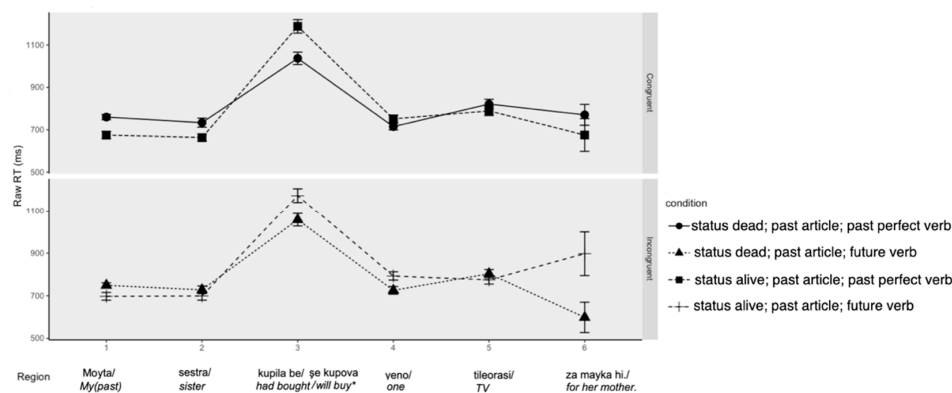 1100
900
700
500
Congruent
Raw RT (ms)
1100
900
700
500
Incongruent
condition
status dead; past article; past perfect verb
status dead; past article; future verb
status alive; past article; past perfect verb
status alive; past article; future verb
1 2 3 4 5 6
Region Moyta/ sestra/ kupila be/ şe kupova yeno/ tileorasi/ za mayka hi./
My(past) sister had bought/will buy* one TV for her mother.